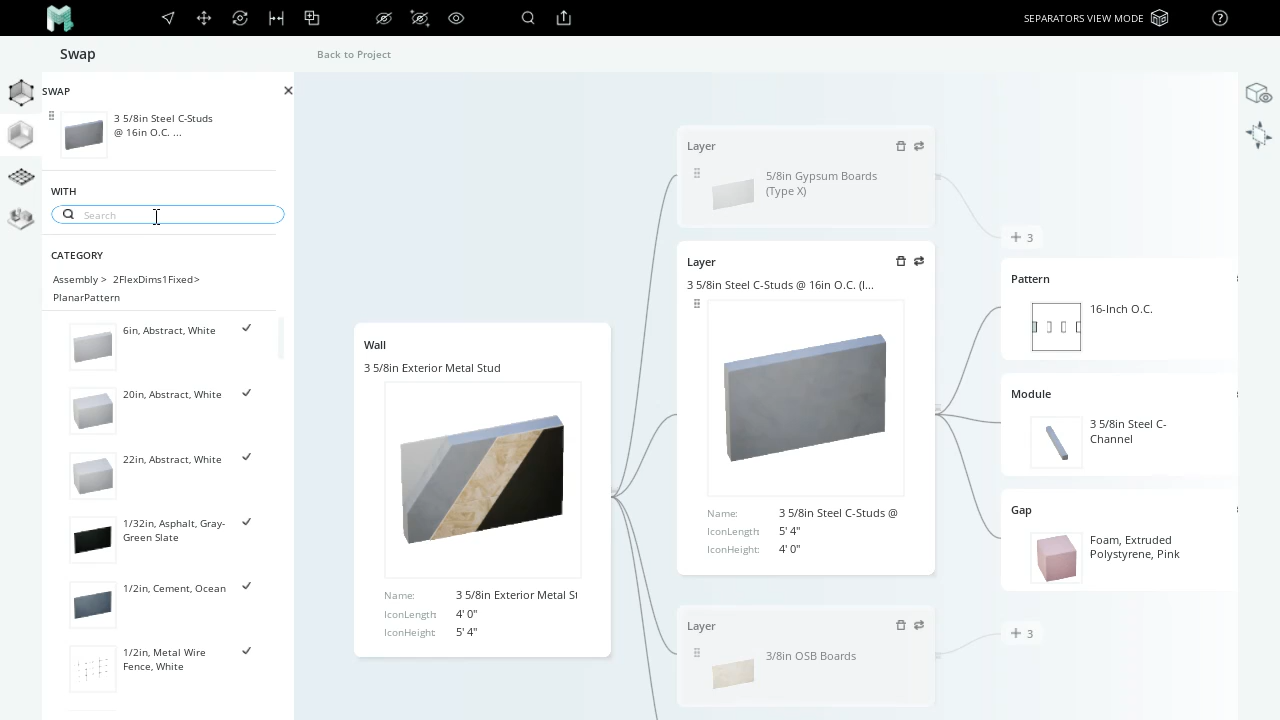 SEPARATORS VIEW MODE
Swap
Back to Project
SWAP
3 5/8in Steel C-Studs
@ 16in O.C. ...
WITH
Search
CATEGORY
Assembly > 2FlexDims1Fixed>
PlanarPattern
6in, Abstract, White
20in, Abstract, White
22in, Abstract, White
1/32in, Asphalt, Gray-
Green Slate
1/2in, Cement, Ocean
1/2in, Metal Wire
Fence, White
Wall
3 5/8in Exterior Metal Stud
Name: 3 5/8in Exterior Metal St
IconLength: 4' 0"
IconHeight: 5' 4"
Layer
5/8in Gypsum Boards
(Type X)
Layer
3 5/8in Steel C-Studs @ 16in O.C. (I...
Name: 3 5/8in Steel C-Studs @
IconLength: 5' 4"
IconHeight: 4' 0"
Layer
3/8in OSB Boards
+ 3
Pattern
16-Inch O.C.
Module
3 5/8in Steel C-
Channel
Gap
Foam, Extruded
Polystyrene, Pink
+ 3